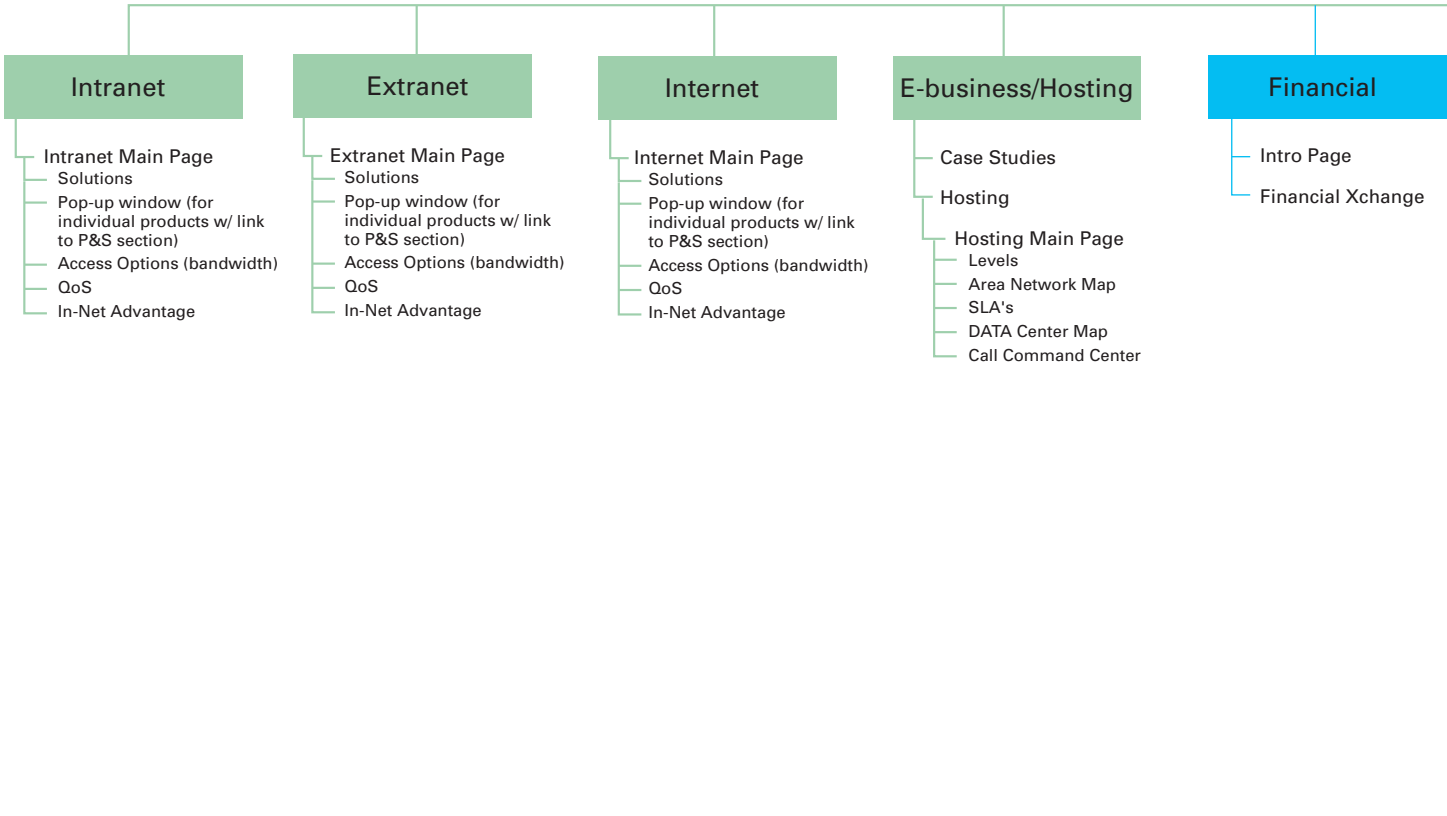 Intranet
Intranet Main Page
Solutions
Pop-up window (for
individual products w/ link
to P&S section)
Access Options (bandwidth)
QoS
In-Net Advantage
Extranet
Extranet Main Page
Solutions
Pop-up window (for
individual products w/ link
to P&S section)
Access Options (bandwidth)
QoS
In-Net Advantage
Internet
Internet Main Page
Solutions
Pop-up window (for
individual products w/ link
to P&S section)
Access Options (bandwidth)
QoS
In-Net Advantage
E-business/Hosting
Case Studies
Hosting
Hosting Main Page
Levels
Area Network Map
SLA's
DATA Center Map
Call Command Center
Financial
Intro Page
Financial Xchange